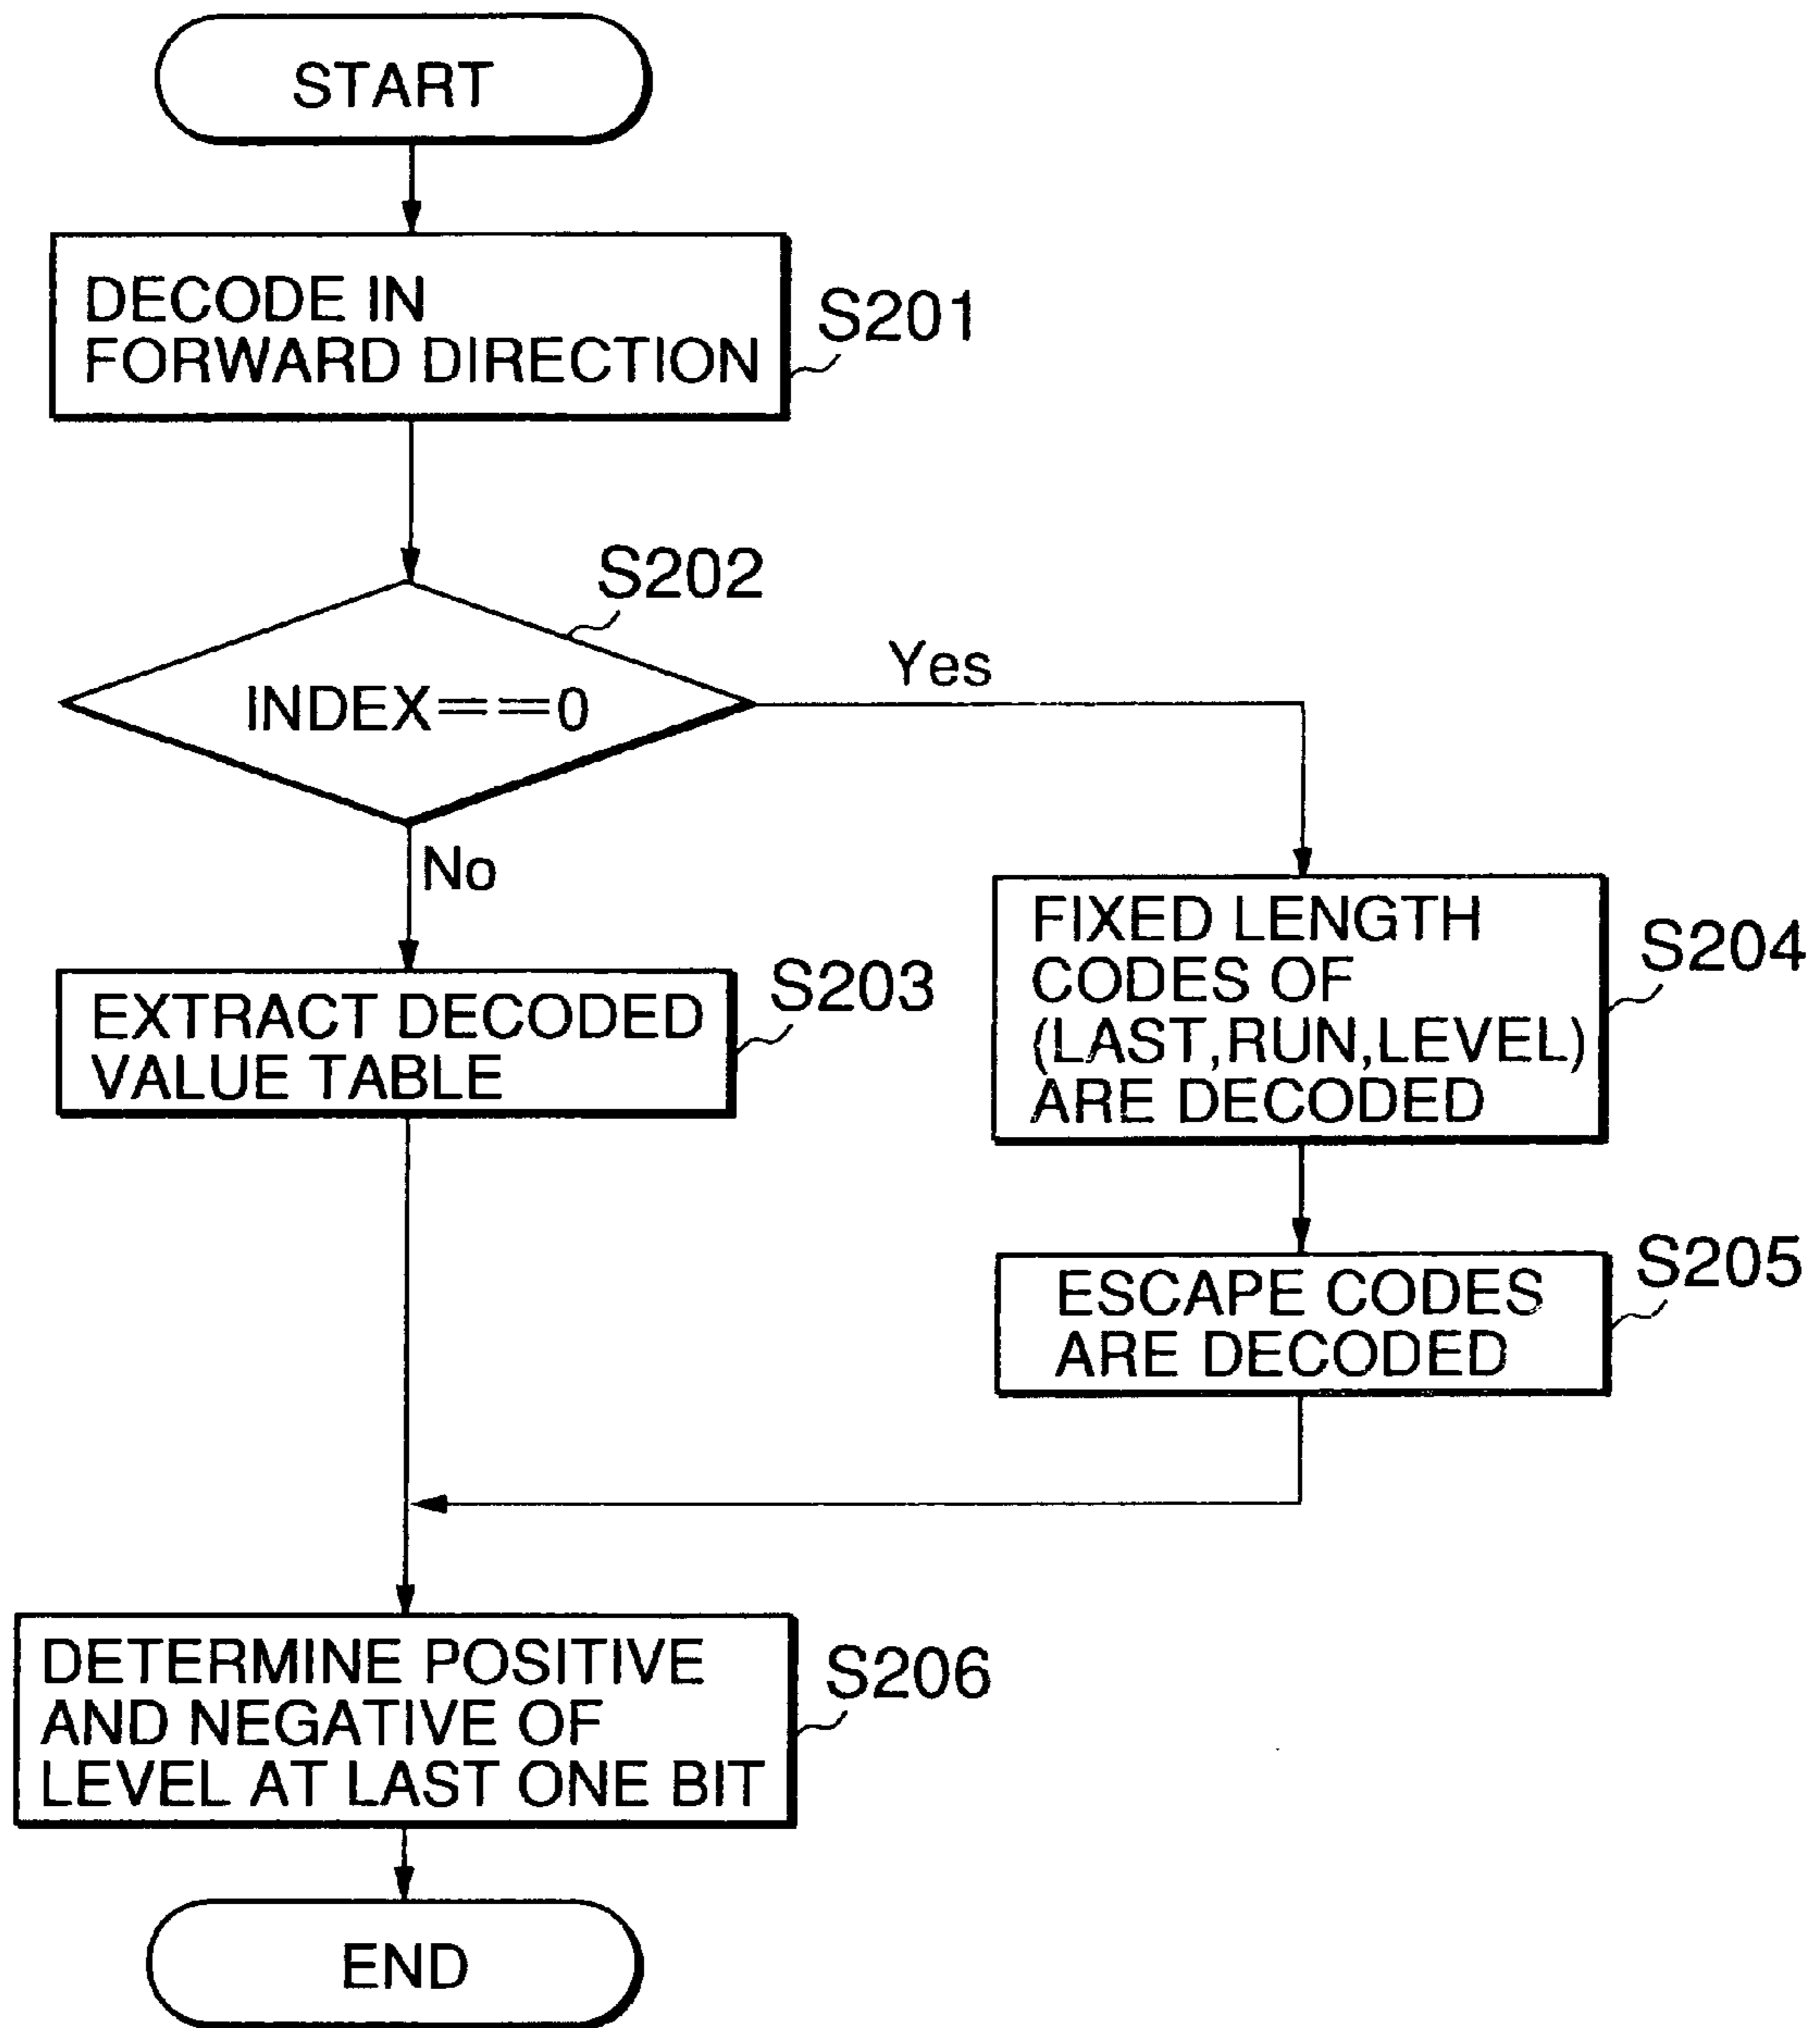 START
DECODE IN
FORWARD DIRECTION
S201
S202
INDEX==0
Yes
No
EXTRACT DECODED
VALUE TABLE
S203
FIXED LENGTH
CODES OF
(LAST,RUN,LEVEL)
ARE DECODED
S204
ESCAPE CODES
ARE DECODED
S205
DETERMINE POSITIVE
AND NEGATIVE OF
LEVEL AT LAST ONE BIT
S206
END